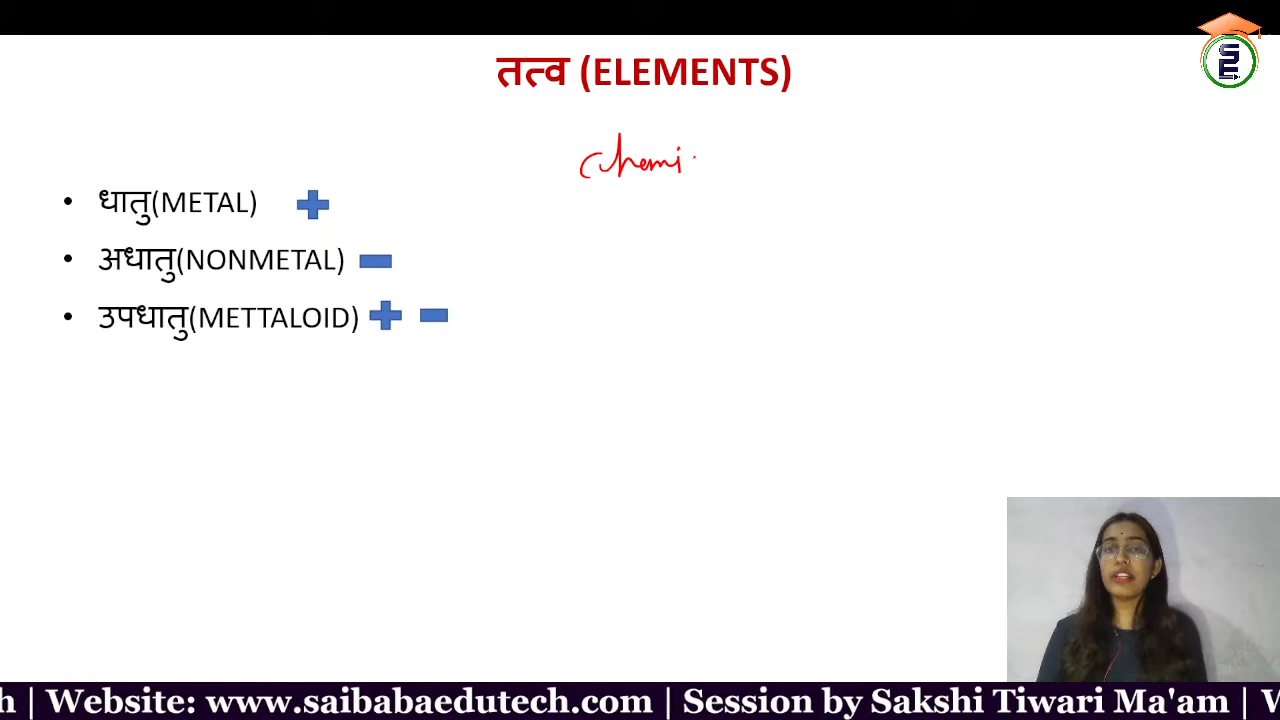 तत्व (ELEMENTS)
chemi
• धातु(METAL)
• अधातु(NONMETAL)
• उपधातु(METTALOID)
h | Website: www.saibabaedutech.com | Session by Sakshi Tiwari Ma'am | W